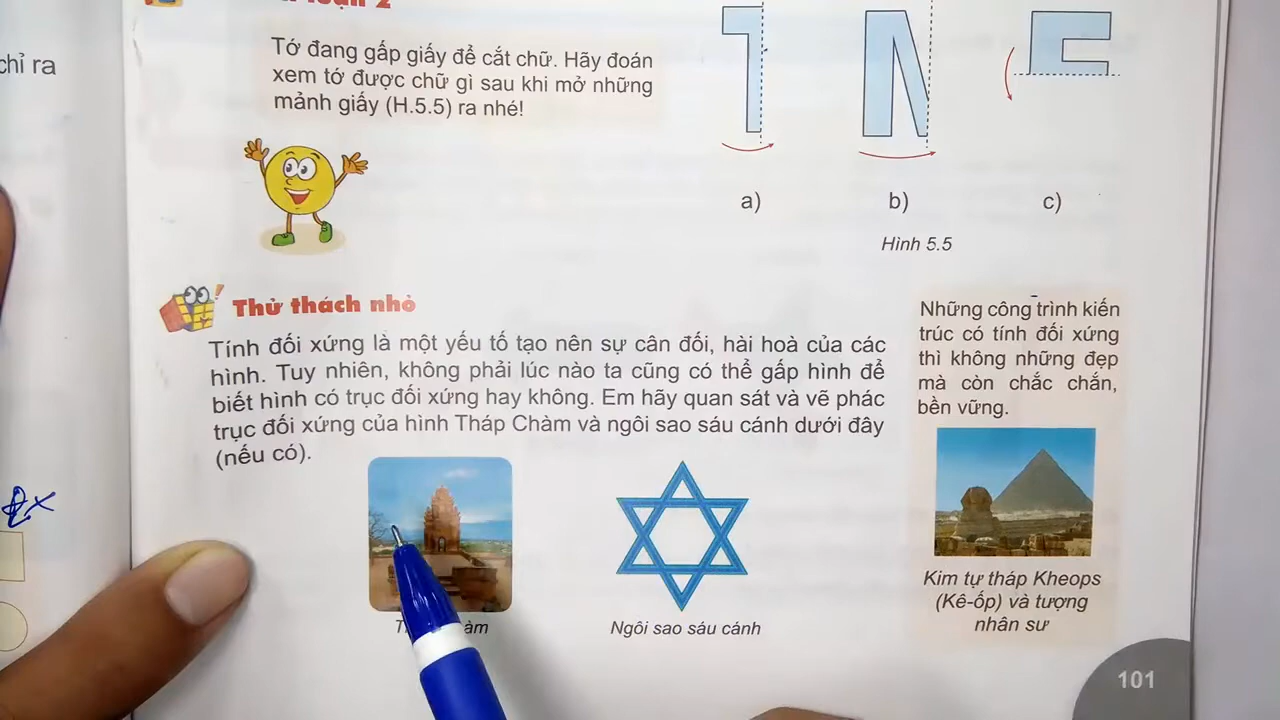 chỉ ra
2
Tớ đang gấp giấy để cắt chữ. Hãy đoán
xem tớ được chữ gì sau khi mở những
mảnh giấy (H.5.5) ra nhé!
a)
b)
c)
Hình 5.5
Thử thách nhỏ
Tính đối xứng là một yếu tố tạo nên sự cân đối, hài hoà của các
hình. Tuy nhiên, không phải lúc nào ta cũng có thể gấp hình để
biết hình có trục đối xứng hay không. Em hãy quan sát và vẽ phác
trục đối xứng của hình Tháp Chàm và ngôi sao sáu cánh dưới đây
(nếu có).
Ngôi sao sáu cánh
Những công trình kiến
trúc có tính đối xứng
thì không những đẹp
mà còn chắc chắn,
bền vững.
Kim tự tháp Kheops
(Kê-ốp) và tượng
nhân sư
101